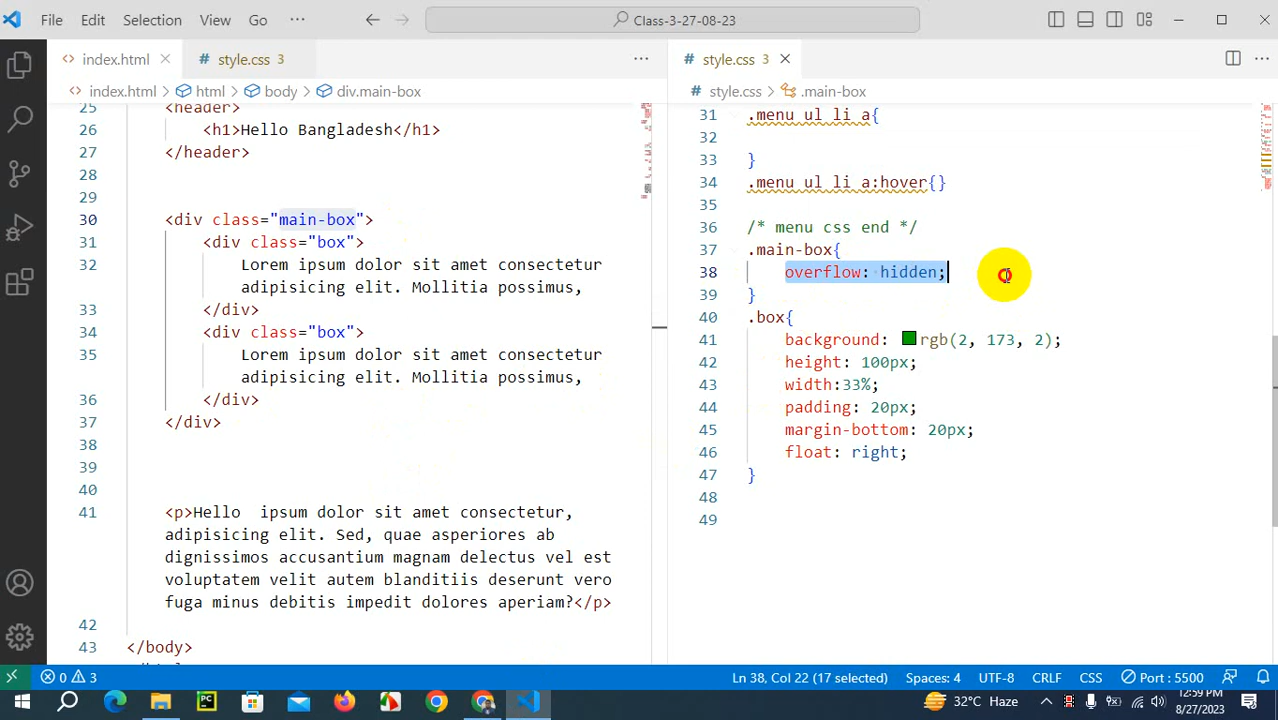 File Edit Selection View Go ··· Class-3-27-08-23
index.html style.css 3 ···
index.html > html > body > div.main-box
25 <header>
26 <h1>Hello Bangladesh</h1>
27 </header>
28
29
30 <div class="main-box">
31 <div class="box">
32 Lorem ipsum dolor sit amet consectetur
adipisicing elit. Mollitia possimus,
33 </div>
34 <div class="box">
35 Lorem ipsum dolor sit amet consectetur
adipisicing elit. Mollitia possimus,
36 </div>
37 </div>
38
39
40
41 <p>Hello  ipsum dolor sit amet consectetur,
adipisicing elit. Sed, quae asperiores ab
dignissimos accusantium magnam delectus vel est
voluptatem velit autem blanditiis deserunt vero
fuga minus debitis impedit dolores aperiam?</p>
42
43 </body>
style.css 3 ···
style.css > .main-box
31 .menu ul li a{
32
33 }
34 .menu ul li a:hover{}
35
36 /* menu css end */
37 .main-box{
38 overflow: hidden;
39 }
40 .box{
41 background: rgb(2, 173, 2);
42 height: 100px;
43 width:33%;
44 padding: 20px;
45 margin-bottom: 20px;
46 float: right;
47 }
48
49
0 3 Ln 38, Col 22 (17 selected) Spaces: 4 UTF-8 CRLF CSS Port : 5500
PC 32°C Haze 12:59 PM
8/27/2023